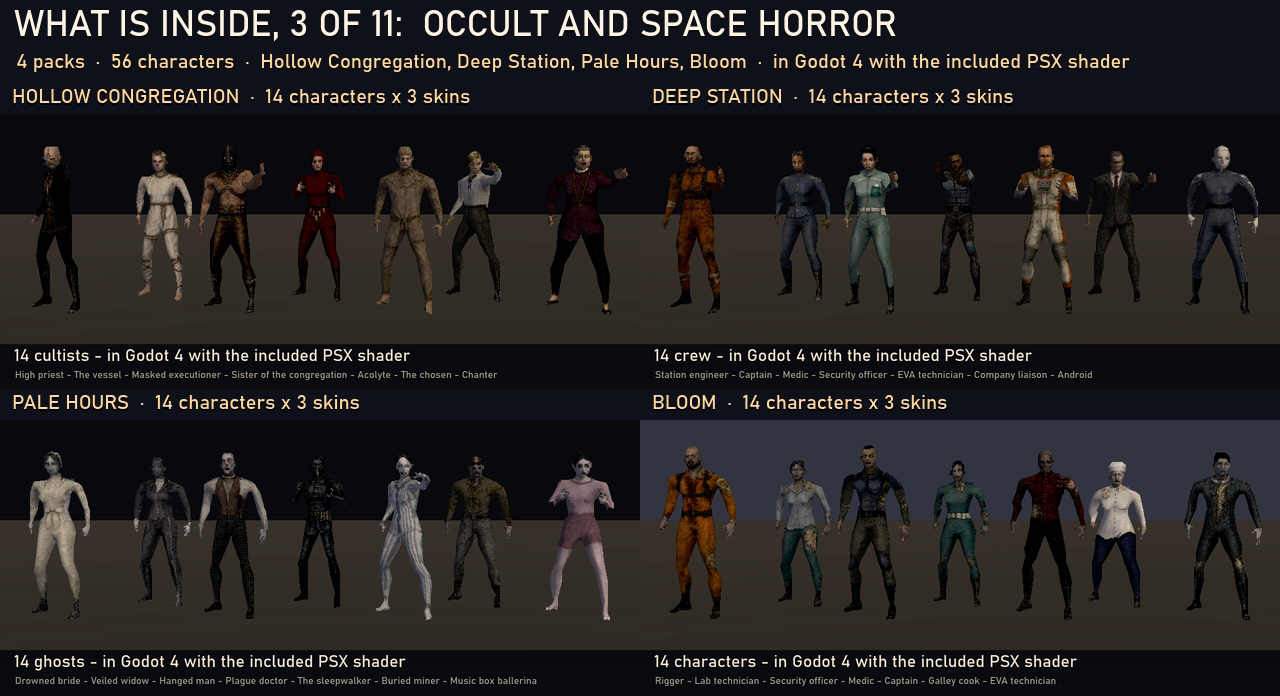 WHAT IS INSIDE, 3 OF 11: OCCULT AND SPACE HORROR
4 packs · 56 characters · Hollow Congregation, Deep Station, Pale Hours, Bloom · in Godot 4 with the included PSX shader
HOLLOW CONGREGATION · 14 characters x 3 skins
DEEP STATION · 14 characters x 3 skins
14 cultists - in Godot 4 with the included PSX shader
High priest - The vessel - Masked executioner - Sister of the congregation - Acolyte - The chosen - Chanter
14 crew - in Godot 4 with the included PSX shader
Station engineer - Captain - Medic - Security officer - EVA technician - Company liaison - Android
PALE HOURS · 14 characters x 3 skins
BLOOM · 14 characters x 3 skins
14 ghosts - in Godot 4 with the included PSX shader
Drowned bride - Veiled widow - Hanged man - Plague doctor - The sleepwalker - Buried miner - Music box ballerina
14 characters - in Godot 4 with the included PSX shader
Rigger - Lab technician - Security officer - Medic - Captain - Galley cook - EVA technician